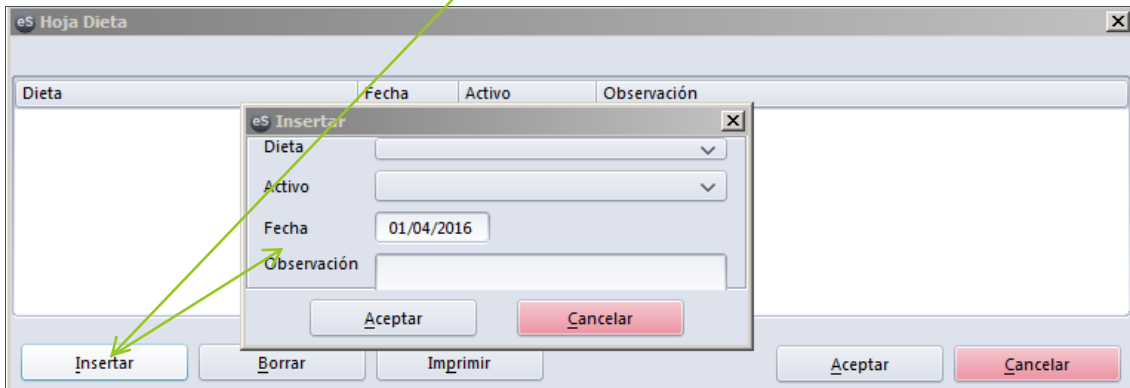 eS Hoja Dieta
Dieta Fecha Activo Observación
eS Insertar
Dieta
Activo
Fecha 01/04/2016
Observación
Aceptar Cancelar
Insertar Borrar Imprimir Aceptar Cancelar